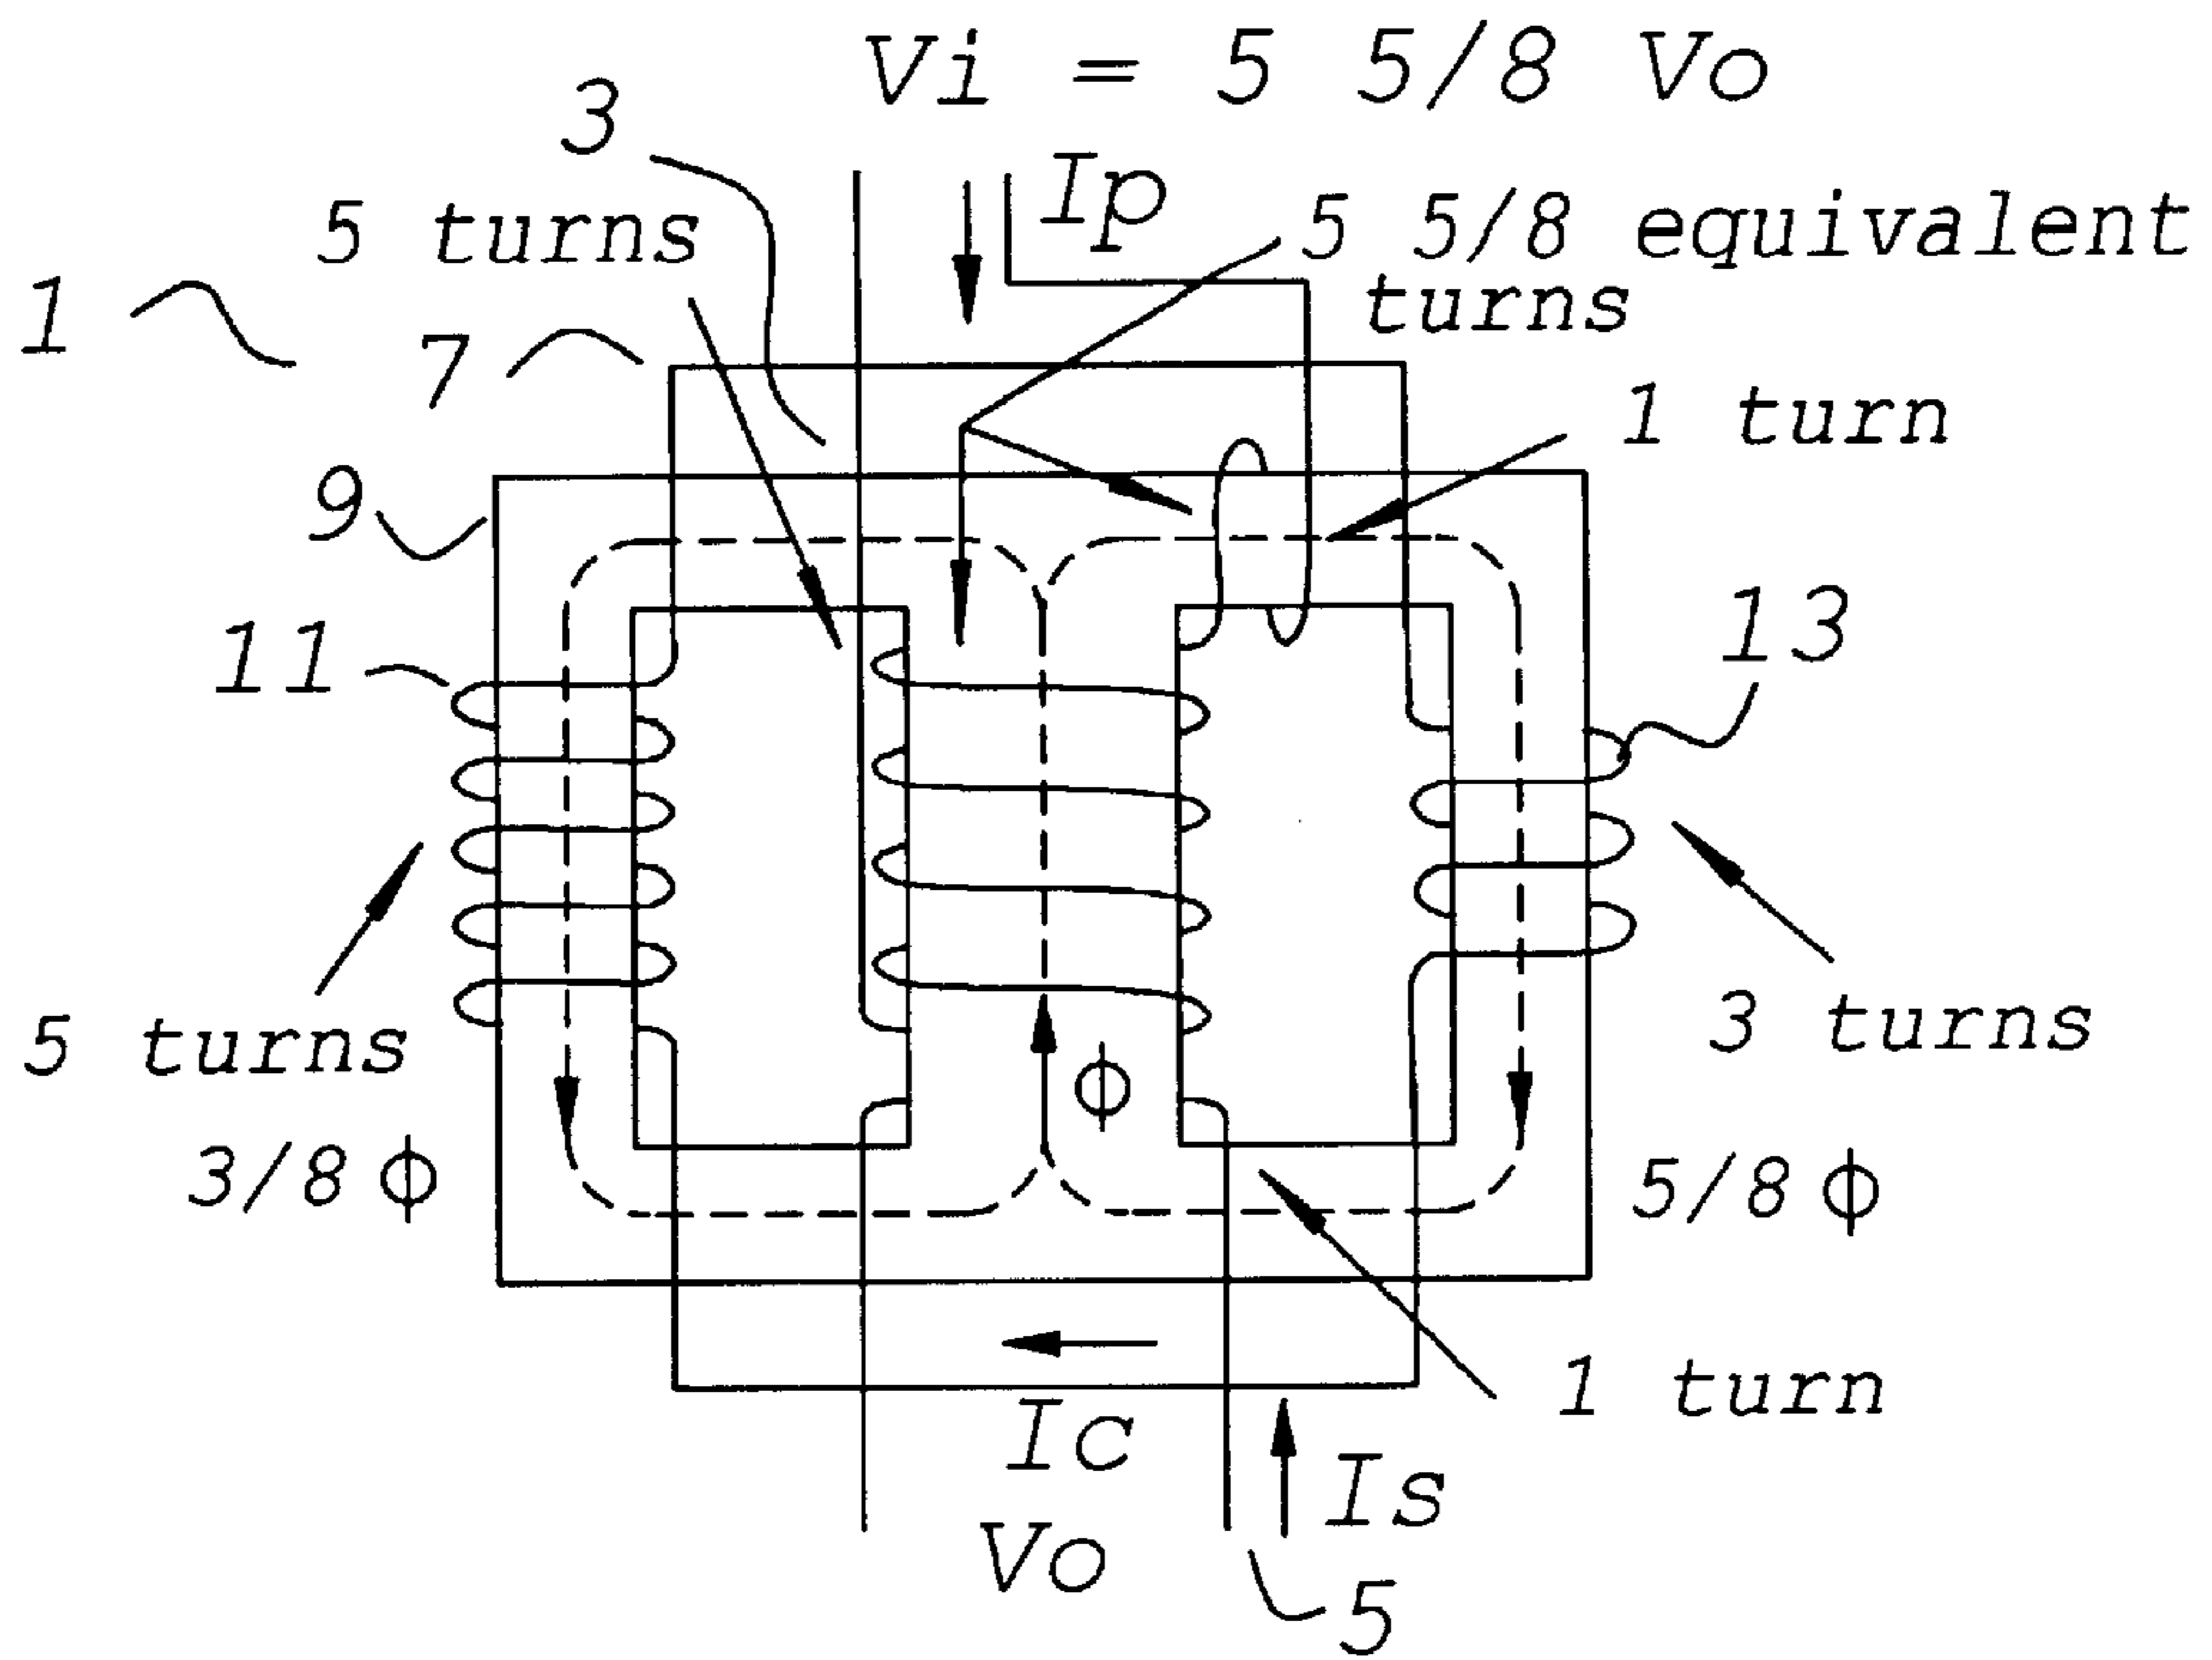 Vi = 5 5/8 Vo
3
Ip
5 turns
5 5/8 equivalent
turns
1
7
1 turn
9
11
13
5 turns
3 turns
ϕ
3/8 ϕ
5/8 ϕ
1 turn
Ic
Is
Vo
5